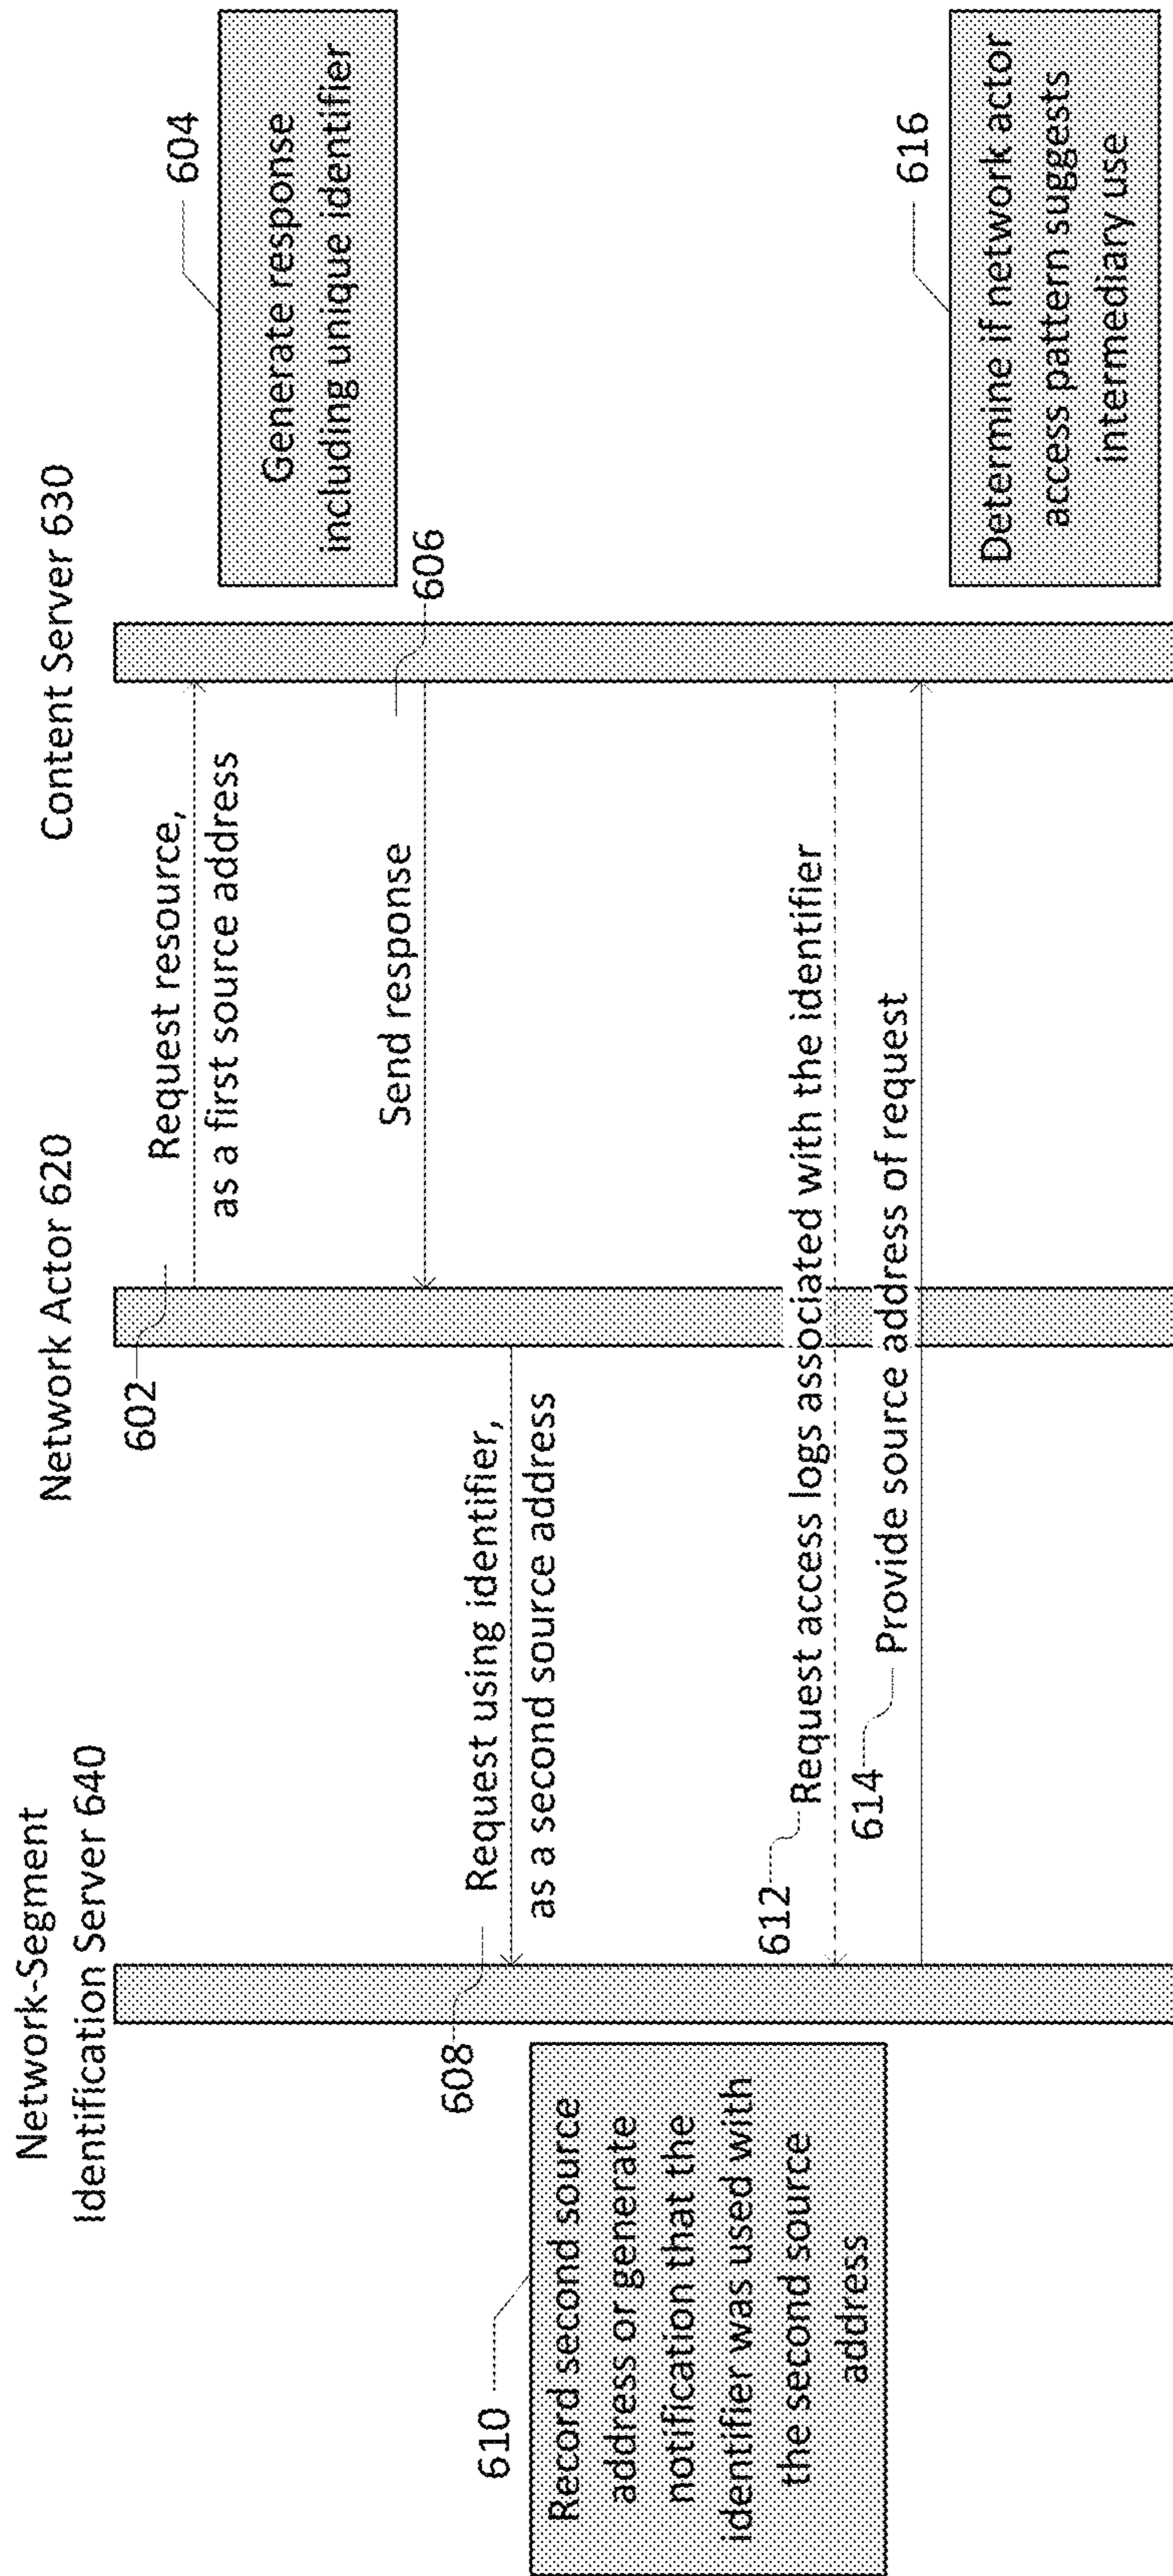 Network-Segment
Identification Server 640
Network Actor 620
Content Server 630
602
Request resource,
as a first source address
604
Generate response
including unique identifier
606
Send response
608
Request using identifier,
as a second source address
610
Record second source
address or generate
notification that the
identifier was used with
the second source
address
612
Request access logs associated with the identifier
614
Provide source address of request
616
Determine if network actor
access pattern suggests
intermediary use